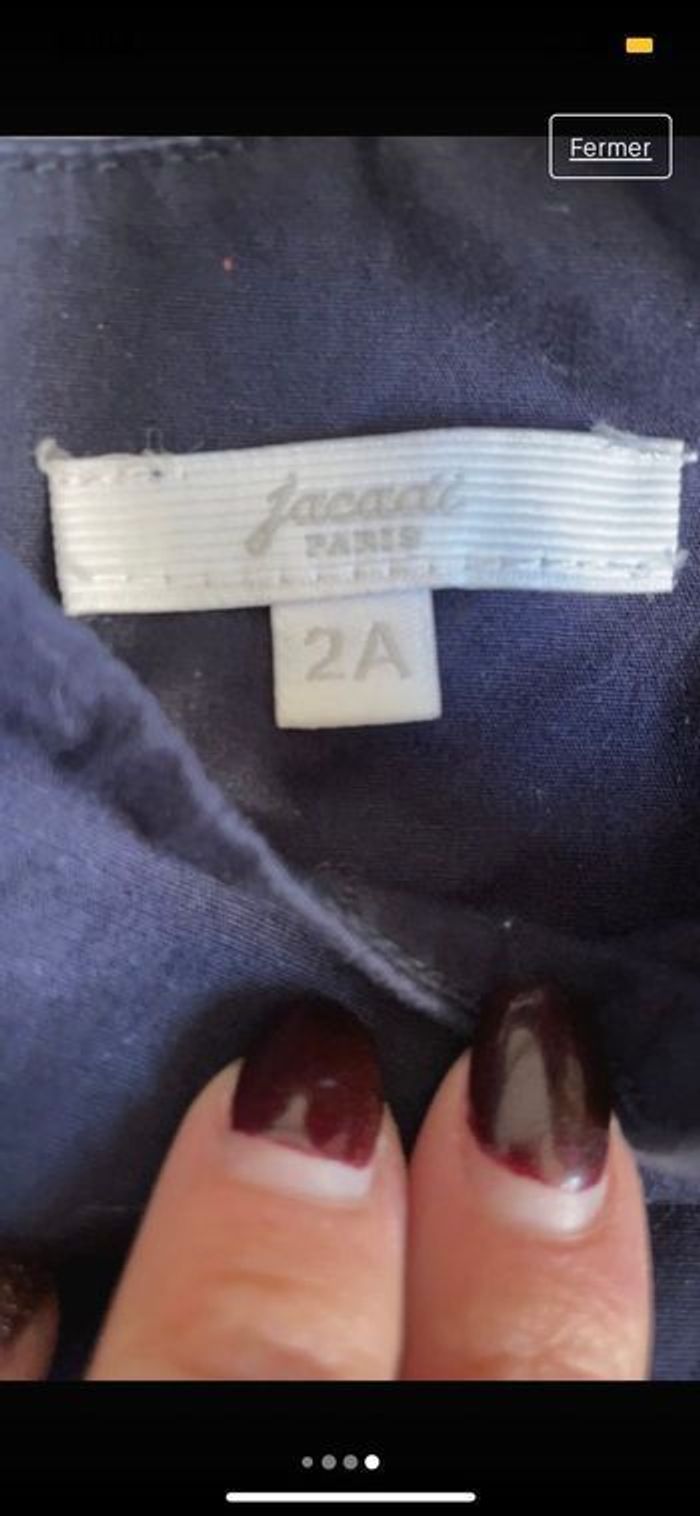 Fermer
jacadi
PARIS
2A